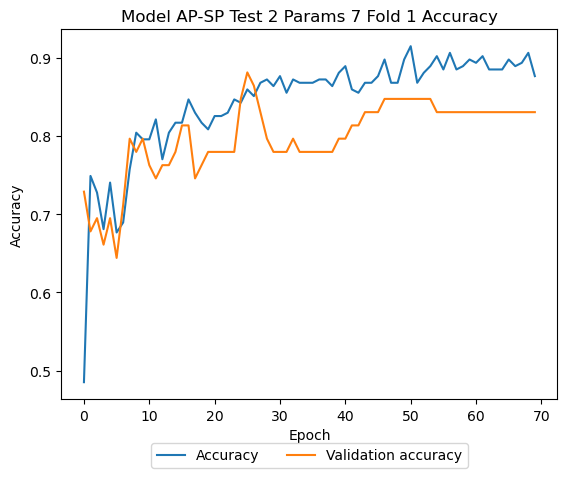 Model AP-SP Test 2 Params 7 Fold 1 Accuracy
Accuracy
0.9
0.8
0.7
0.6
0.5
0 10 20 30 40 50 60 70
Epoch
Accuracy Validation accuracy